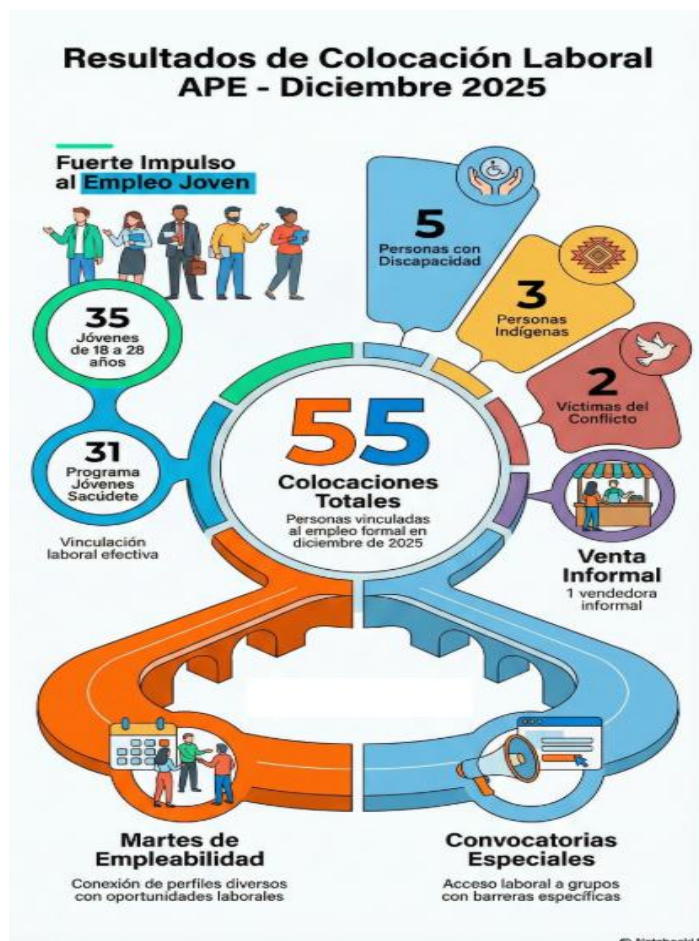 Resultados de Colocación Laboral
APE - Diciembre 2025
Fuerte Impulso
al Empleo Joven
35
Jóvenes
de 18 a 28
años
31
Programa
Jóvenes
Sacúdete
Vinculación
laboral efectiva
5
Personas con
Discapacidad
3
Personas
Indígenas
2
Víctimas del
Conflicto
55
Colocaciones
Totales
Personas vinculadas
al empleo formal en
diciembre de 2025
Venta
Informal
1 vendedora
informal
Martes de
Empleabilidad
Conexión de perfiles diversos
con oportunidades laborales
Convocatorias
Especiales
Acceso laboral a grupos
con barreras específicas